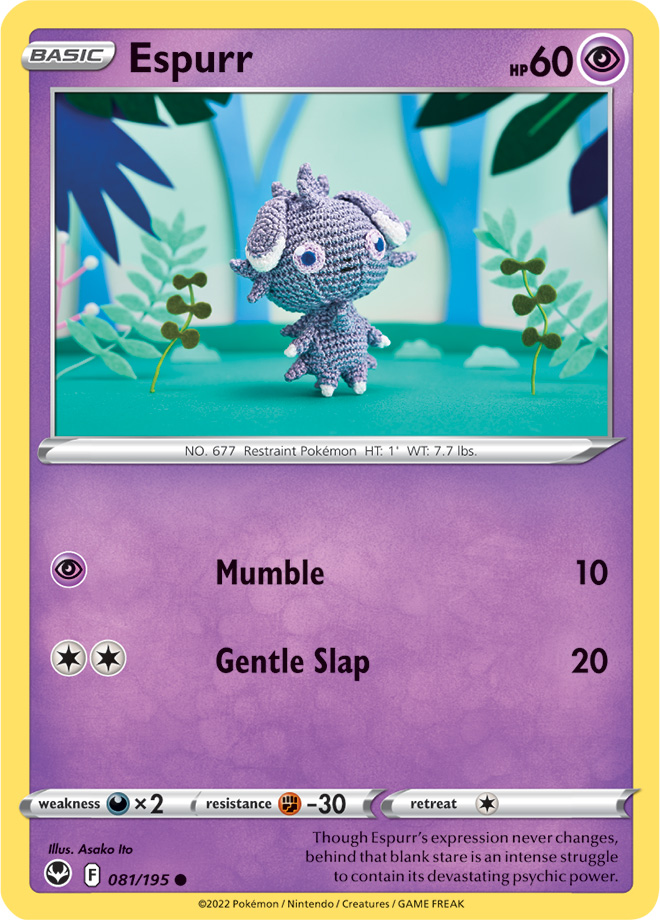 BASIC Espurr HP60
NO. 677 Restraint Pokémon HT: 1' WT: 7.7 lbs.
Mumble 10
Gentle Slap 20
weakness ×2 resistance -30 retreat
Illus. Asako Ito
Though Espurr's expression never changes,
behind that blank stare is an intense struggle
to contain its devastating psychic power.
F 081/195
©2022 Pokémon / Nintendo / Creatures / GAME FREAK